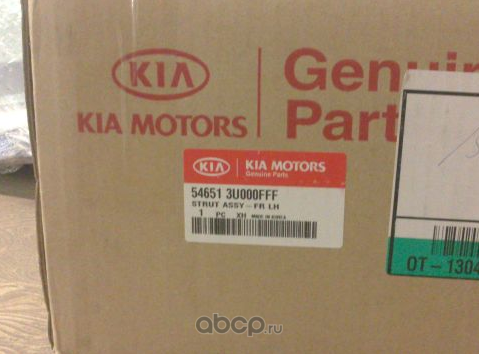 KIA
KIA MOTORS
Genuin
Part
KIA KIA MOTORS
Genuine Parts
54651 3U000FFF
STRUT ASSY-FR LH
1 PC XH MADE IN KOREA
OT-1304
abcp.ru